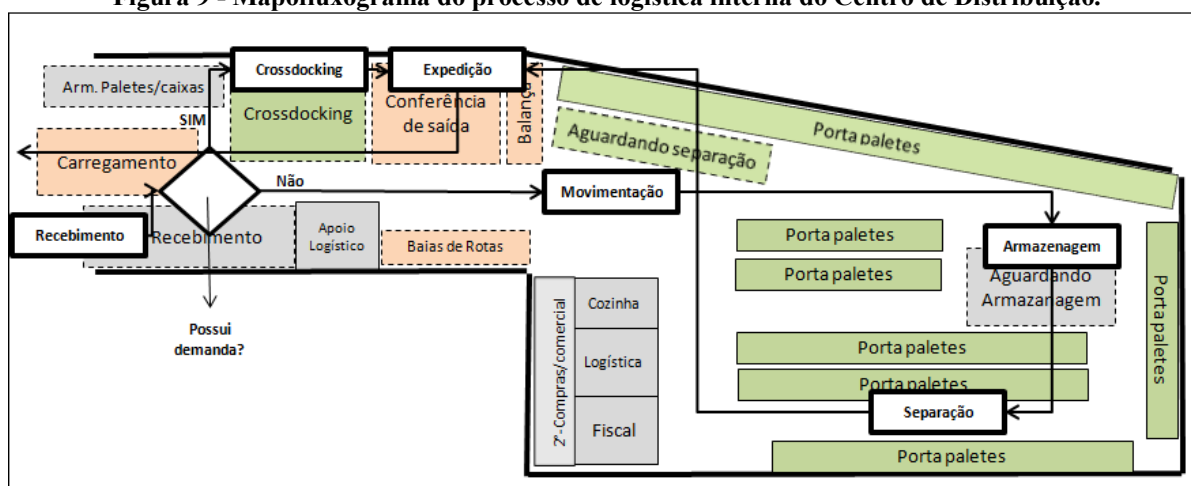 Figura 9 - Mapofluxograma do processo de logística interna do Centro de Distribuição.
Crossdocking
Expedição
Arm. Paletes/caixas
SIM
Crossdocking
Conferência
de saída
Balança
Aguardando separação
Porta paletes
Carregamento
Não
Movimentação
Recebimento
Recebimento
Apoio
Logístico
Baias de Rotas
Porta paletes
Armazenagem
Porta paletes
Aguardando
Armazanagem
Porta paletes
Possui
demanda?
2º-Compras/comercial
Cozinha
Logística
Fiscal
Porta paletes
Porta paletes
Separação
Porta paletes